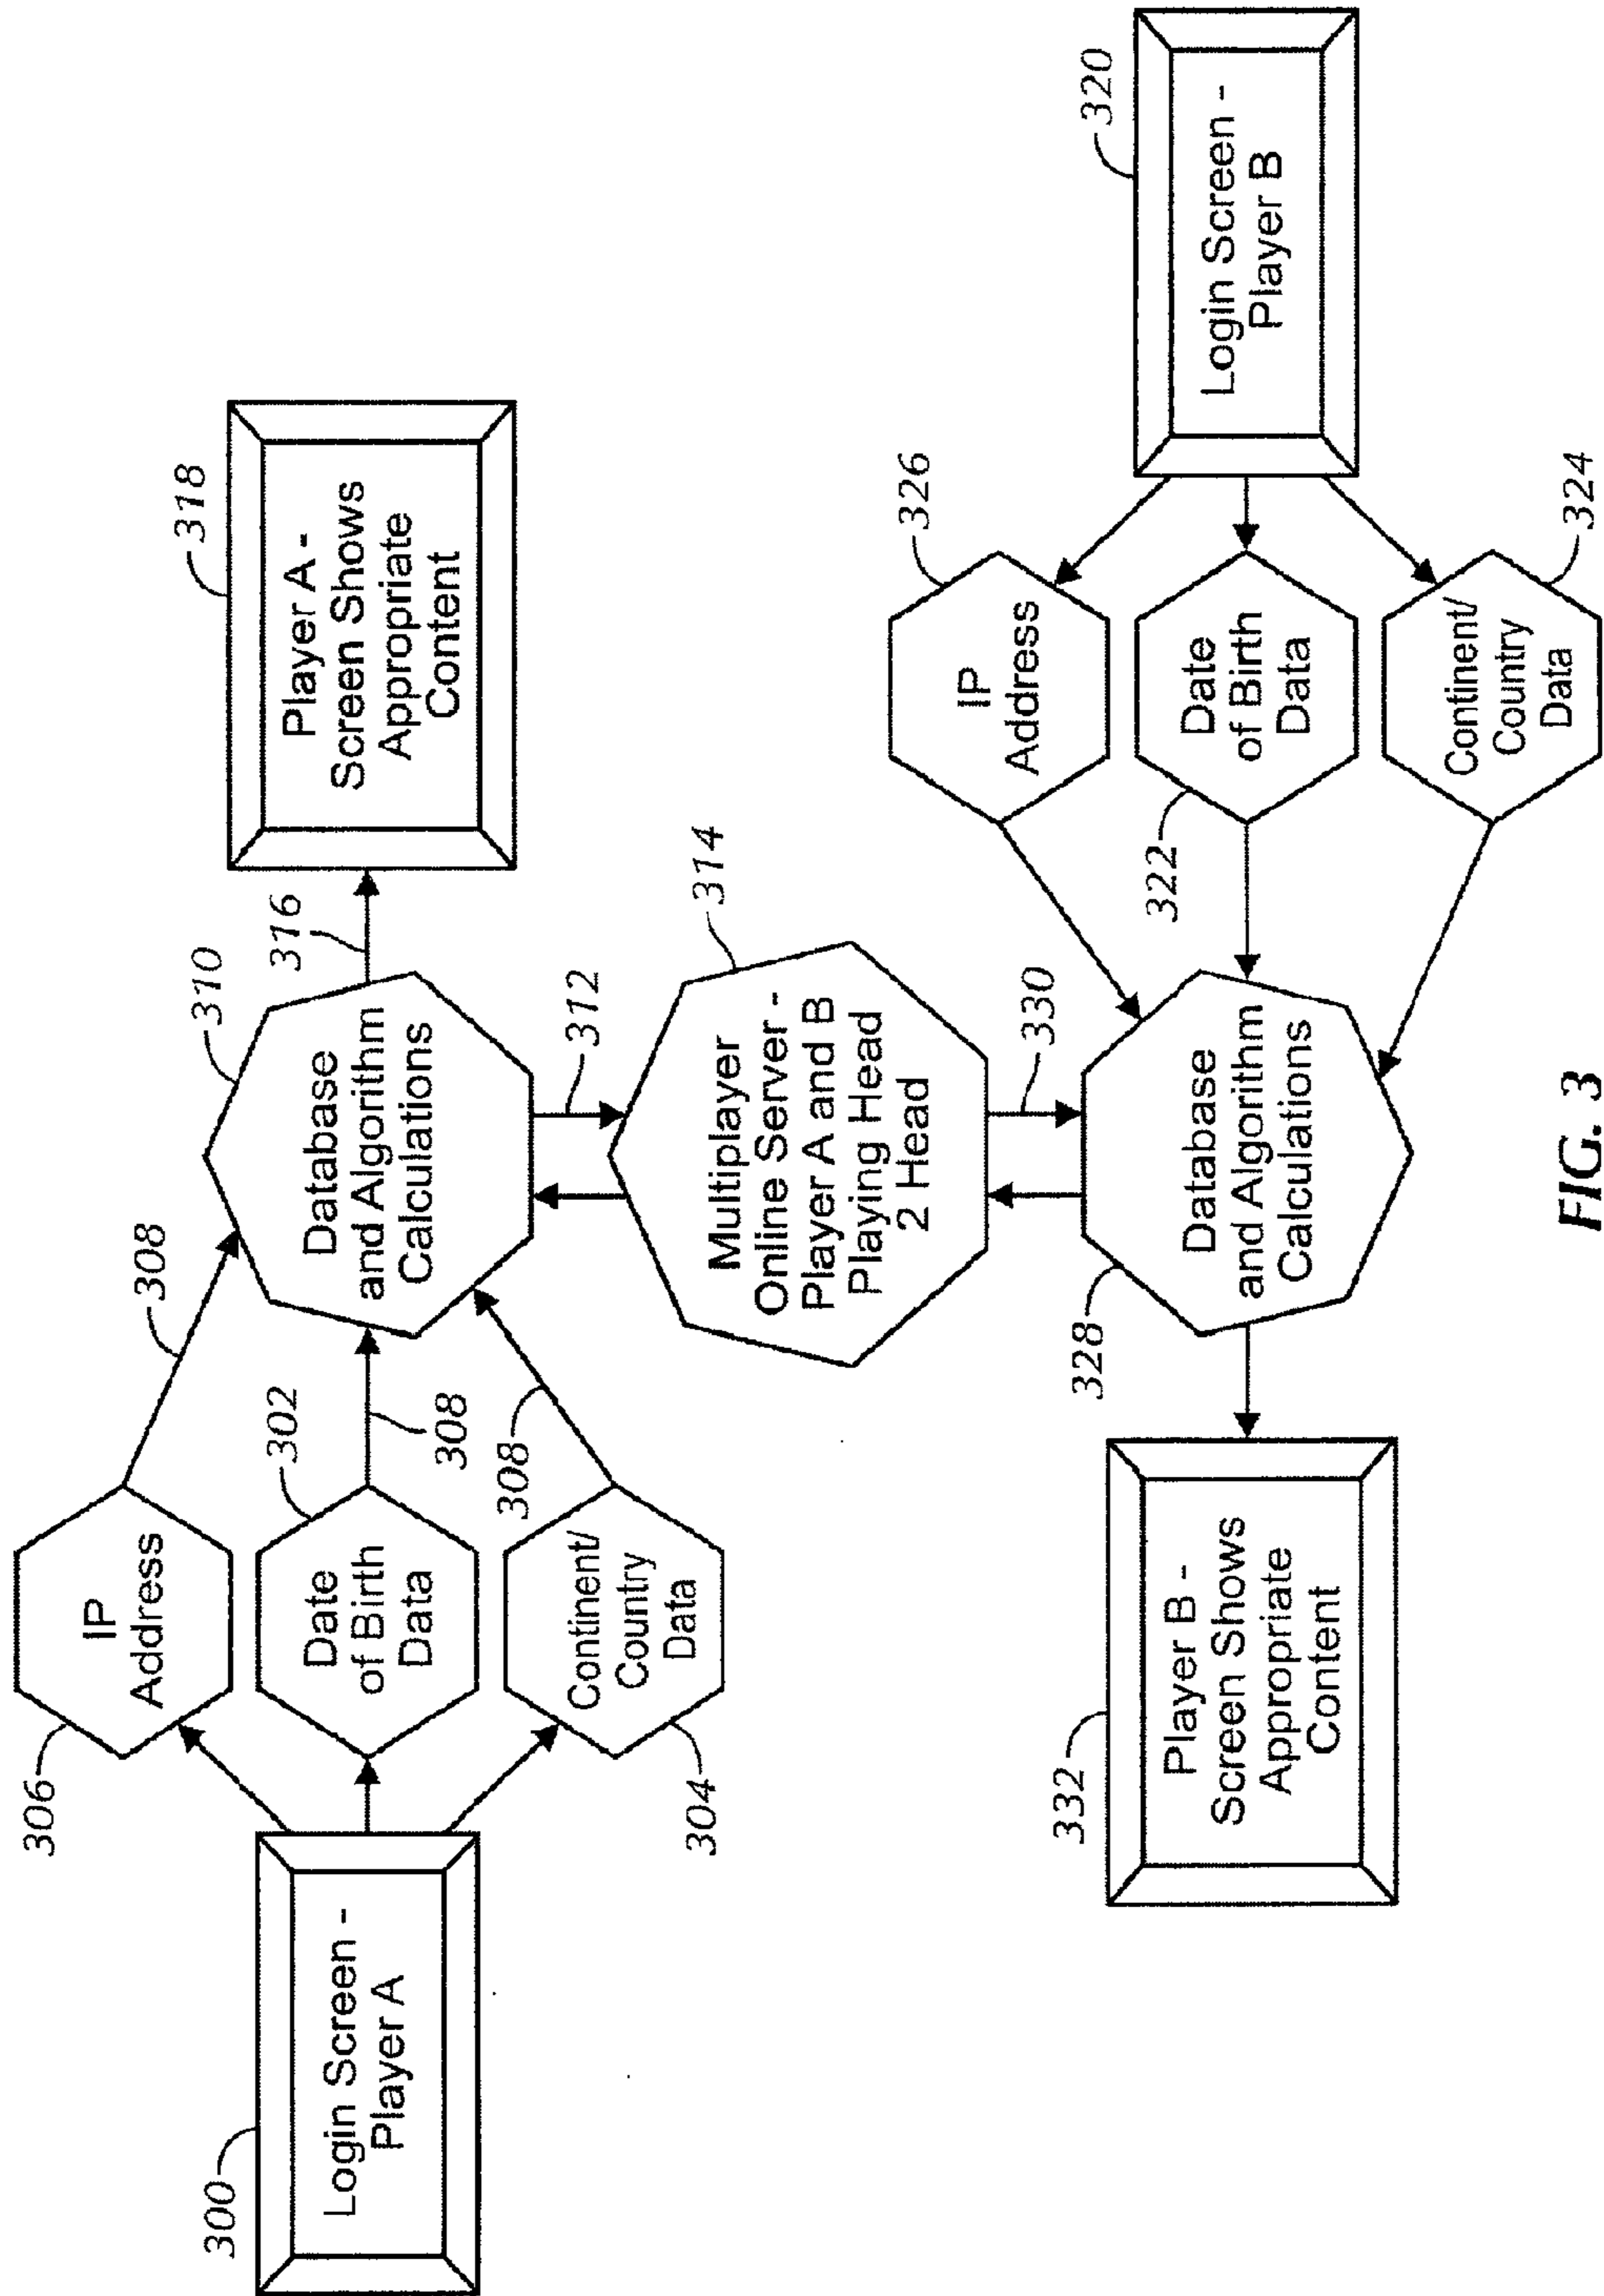 300
Login Screen -
Player A
306
IP
Address
302
Date
of Birth
Data
304
Continent/
Country
Data
308
308
308
310
Database
and Algorithm
Calculations
316
318
Player A -
Screen Shows
Appropriate
Content
312
314
Multiplayer
Online Server -
Player A and B
Playing Head
2 Head
330
332
Player B -
Screen Shows
Appropriate
Content
328
Database
and Algorithm
Calculations
326
IP
Address
322
Date
of Birth
Data
324
Continent/
Country
Data
320
Login Screen -
Player B
FIG. 3